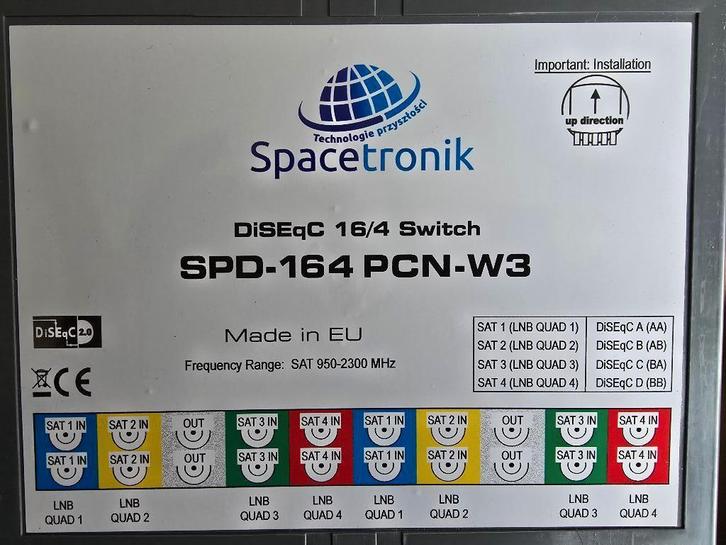 Important: Installation
up direction
Technologie przyszłości
Spacetronik
DiSEqC 16/4 Switch
SPD-164 PCN-W3
DiSEqC 2.0
Made in EU
Frequency Range: SAT 950-2300 MHz
CE
SAT 1 (LNB QUAD 1) DiSEqC A (AA)
SAT 2 (LNB QUAD 2) DiSEqC B (AB)
SAT 3 (LNB QUAD 3) DiSEqC C (BA)
SAT 4 (LNB QUAD 4) DiSEqC D (BB)
SAT 1 IN SAT 2 IN OUT SAT 3 IN SAT 4 IN SAT 1 IN SAT 2 IN OUT SAT 3 IN SAT 4 IN
SAT 1 IN SAT 2 IN OUT SAT 3 IN SAT 4 IN SAT 1 IN SAT 2 IN OUT SAT 3 IN SAT 4 IN
LNB LNB LNB LNB LNB LNB LNB LNB
QUAD 1 QUAD 2 QUAD 3 QUAD 4 QUAD 1 QUAD 2 QUAD 3 QUAD 4